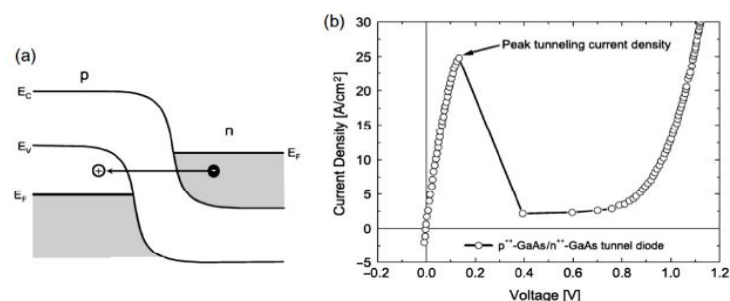 (a)
p
E_C
n
E_V
E_F
E_F
+
-
(b)
Current Density [A/cm²]
30
25
20
15
10
5
0
-5
Peak tunneling current density
p⁺⁺-GaAs/n⁺⁺-GaAs tunnel diode
-0.2 0.0 0.2 0.4 0.6 0.8 1.0 1.2
Voltage [V]